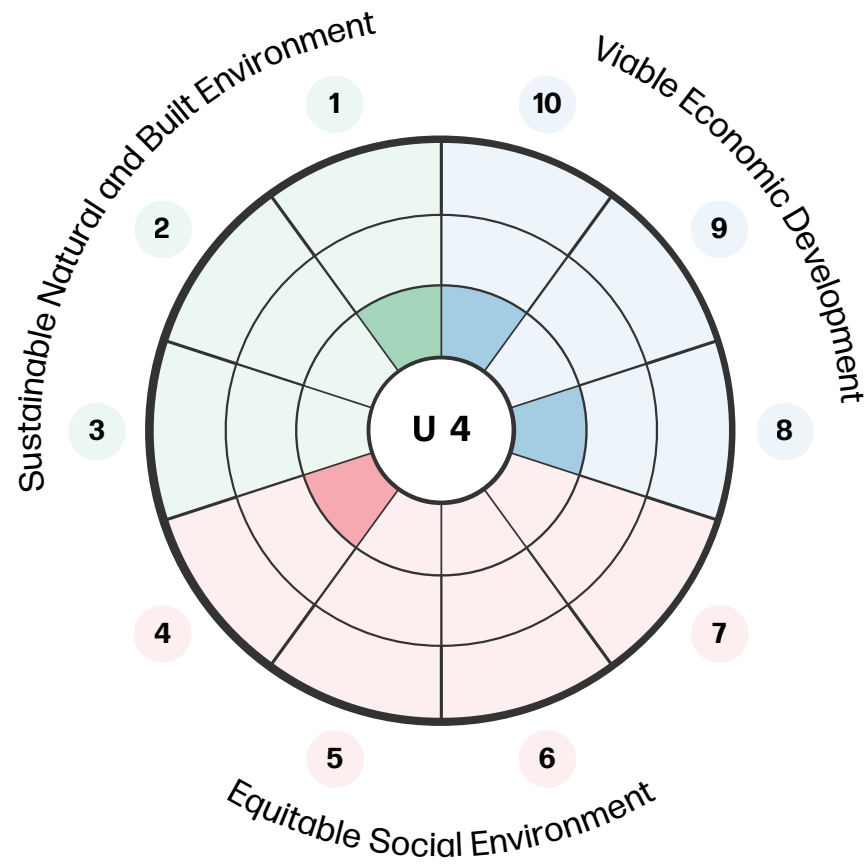 Sustainable Natural and Built Environment
Viable Economic Development
1
10
2
9
3
U 4
8
4
7
5
6
Equitable Social Environment